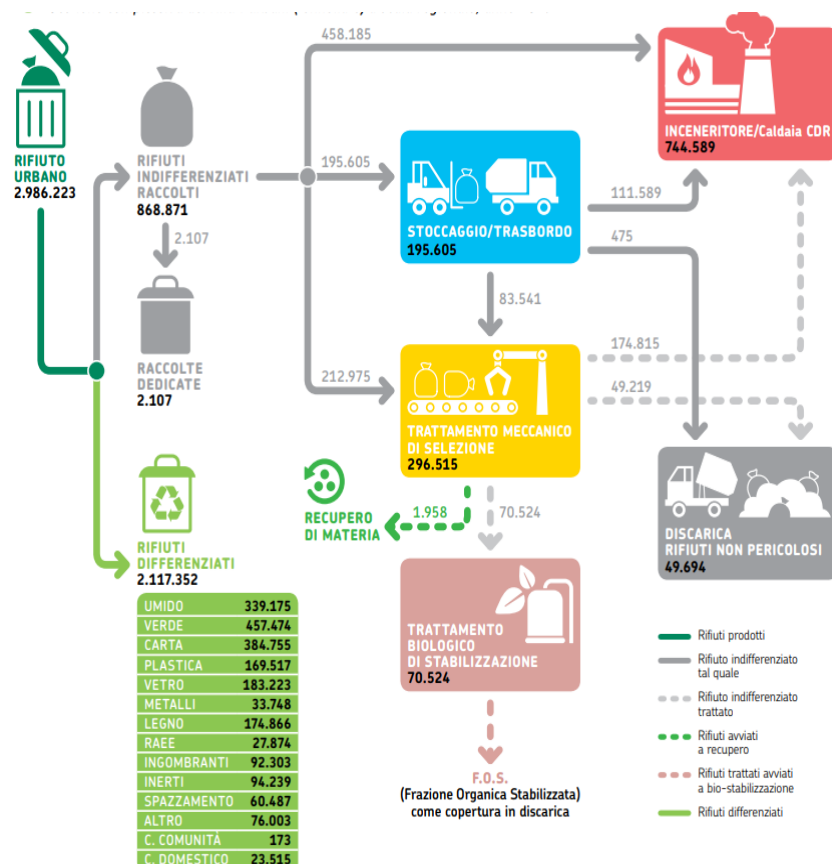 458.185
RIFIUTO
URBANO
2.986.223
RIFIUTI
INDIFFERENZIATI
RACCOLTI
868.871
2.107
RACCOLTE
DEDICATE
2.107
195.605
212.975
STOCCAGGIO/TRASBORDO
195.605
INCENERITORE/Caldaia CDR
744.589
111.589
475
83.541
TRATTAMENTO MECCANICO
DI SELEZIONE
296.515
174.815
49.219
RECUPERO
DI MATERIA
1.958
70.524
DISCARICA
RIFIUTI NON PERICOLOSI
49.694
TRATTAMENTO
BIOLOGICO
DI STABILIZZAZIONE
70.524
F.O.S.
(Frazione Organica Stabilizzata)
come copertura in discarica
RIFIUTI
DIFFERENZIATI
2.117.352
UMIDO 339.175
VERDE 457.474
CARTA 384.755
PLASTICA 169.517
VETRO 183.223
METALLI 33.748
LEGNO 174.866
RAEE 27.874
INGOMBRANTI 92.303
INERTI 94.239
SPAZZAMENTO 60.487
ALTRO 76.003
C. COMUNITÀ 173
C. DOMESTICO 23.515
Rifiuti prodotti
Rifiuto indifferenziato
tal quale
Rifiuto indifferenziato
trattato
Rifiuti avviati
a recupero
Rifiuti trattati avviati
a bio-stabilizzazione
Rifiuti differenziati